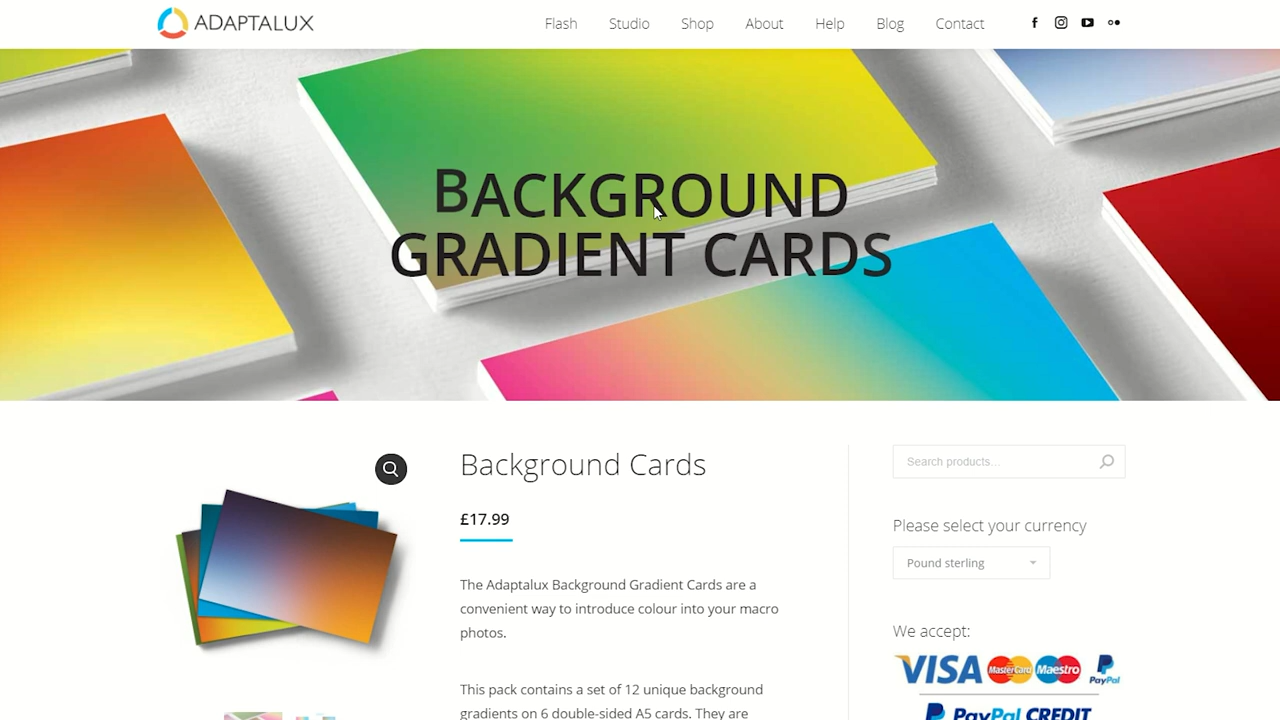 ADAPTALUX
Flash Studio Shop About Help Blog Contact
BACKGROUND
GRADIENT CARDS
Background Cards
£17.99
The Adaptalux Background Gradient Cards are a
convenient way to introduce colour into your macro
photos.
This pack contains a set of 12 unique background
gradients on 6 double-sided A5 cards. They are
Search products...
Please select your currency
Pound sterling
We accept:
VISA MasterCard Maestro PayPal
PayPal CREDIT